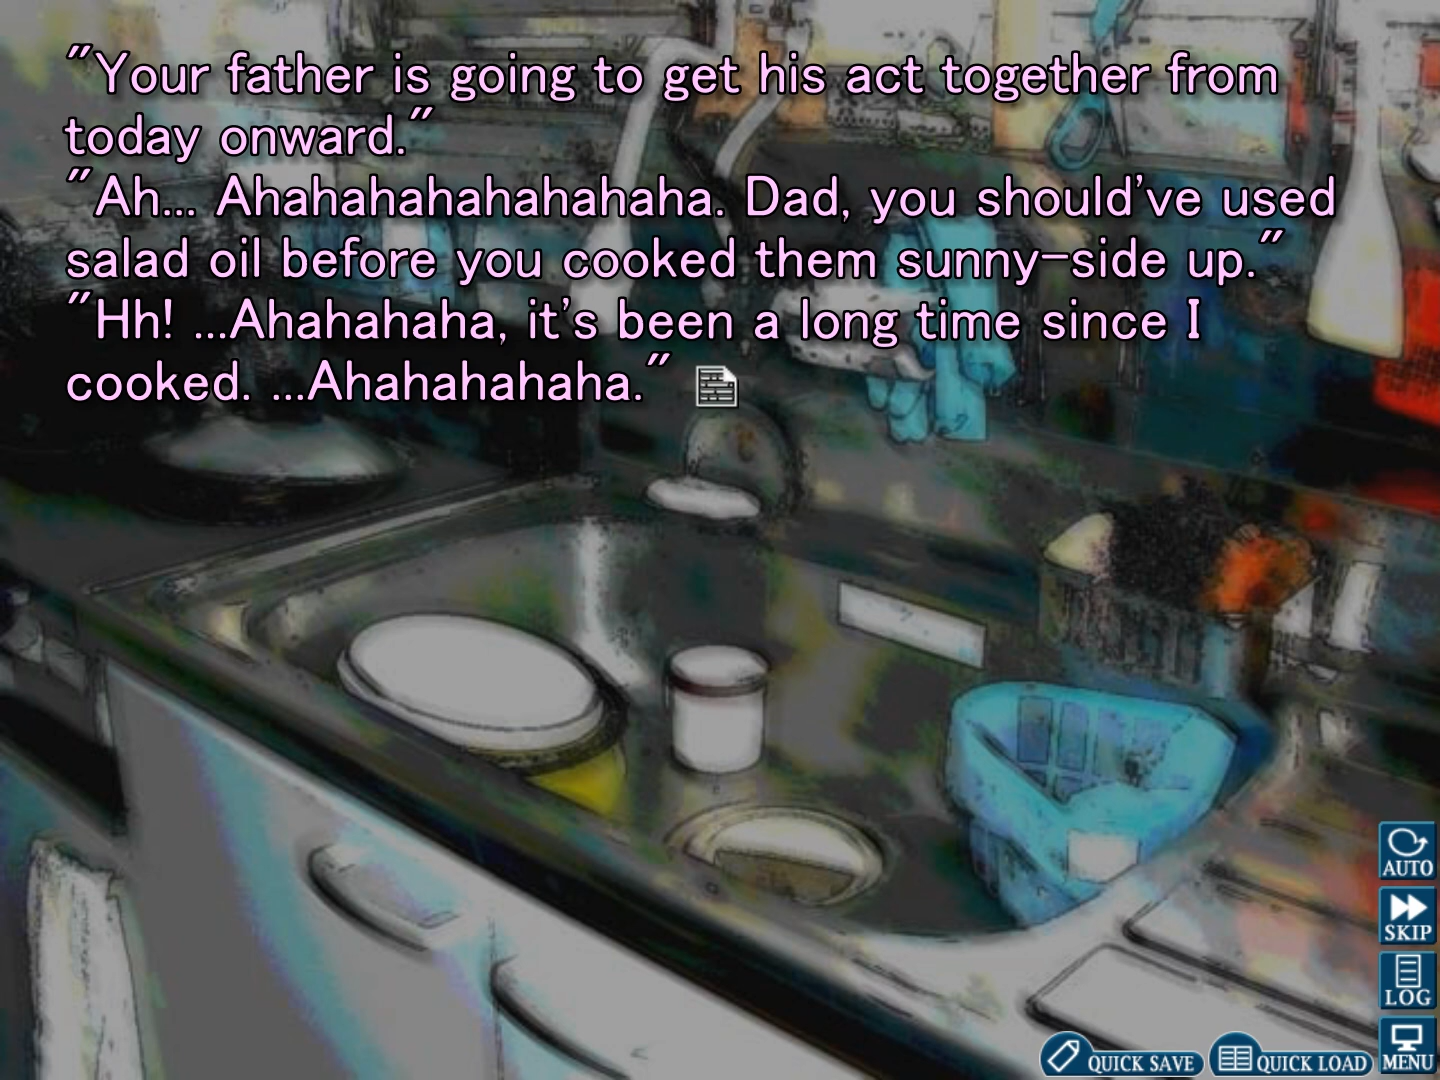 "Your father is going to get his act together from
today onward."
"Ah... Ahahahahahahahaha. Dad, you should've used
salad oil before you cooked them sunny-side up."
"Hh! ...Ahahahaha, it's been a long time since I
cooked. ...Ahahahahaha."
AUTO
SKIP
LOG
QUICK SAVE
QUICK LOAD
MENU